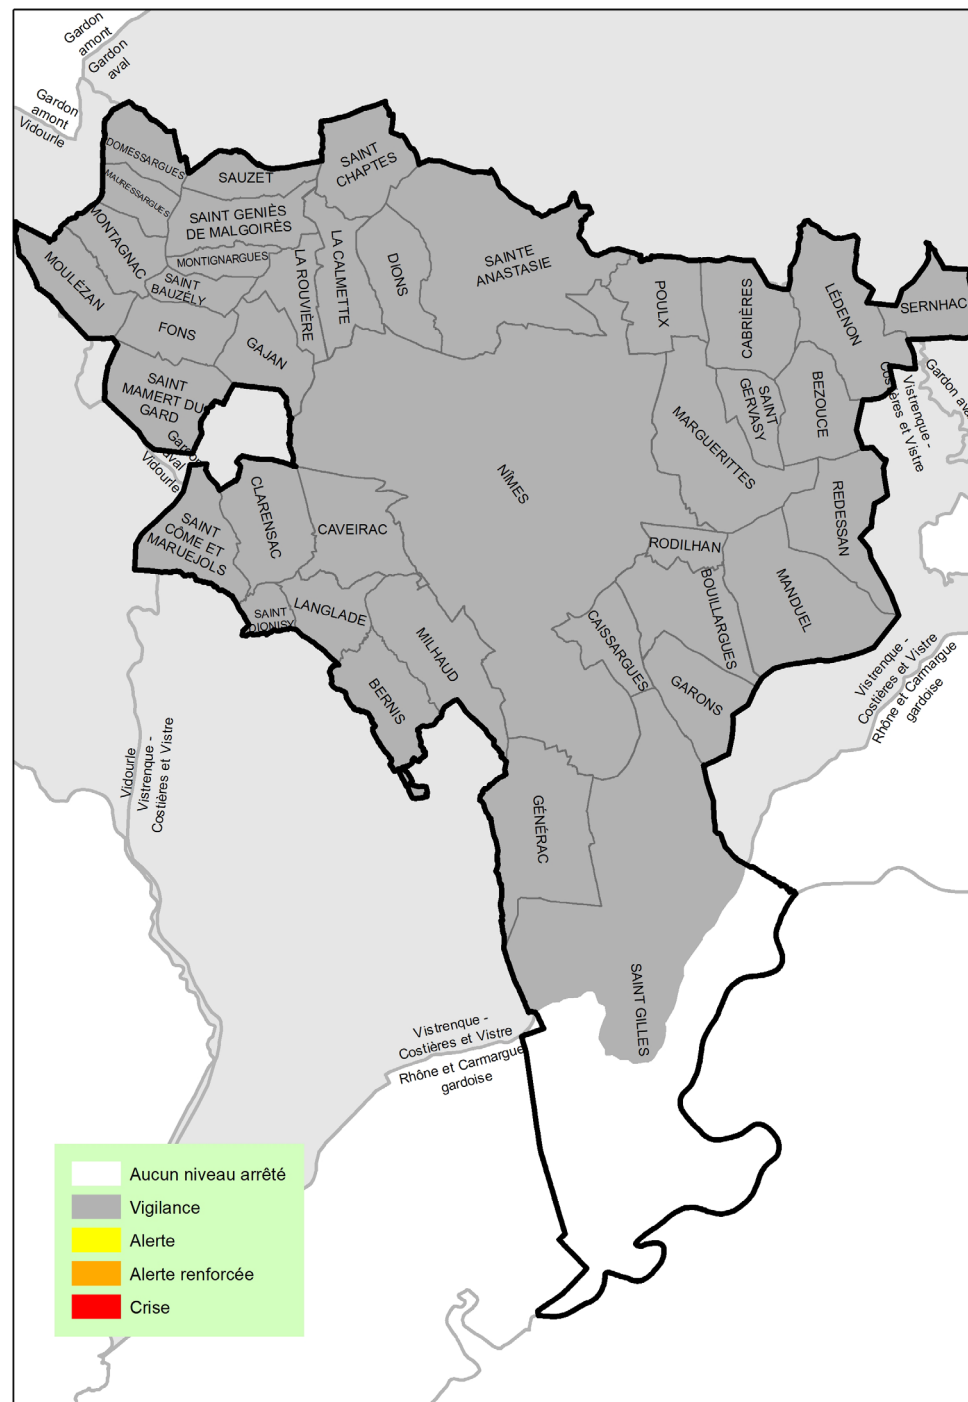 Gardon
amont
Gardon
aval
Gardon
amont
Vidourle
DOMESSARGUES
MAURESSARGUES
SAUZET
SAINT
CHAPTES
SAINT GENIÈS
DE MALGOIRÈS
MONTAGNAC
MOULÉZAN
MONTIGNARGUES
SAINT
BAUZÉLY
LA ROUVIÈRE
LA CALMETTE
DIONS
SAINTE
ANASTASIE
FONS
GAJAN
SAINT
MAMERT DU
GARD
POULX
CABRIÈRES
LÉDENON
SERNHAC
SAINT
GERVASY
BEZOUCE
MARGUERITTES
Vistrenque -
Costières et Vistre
Gardon aval
Gardon
aval
Vidourle
NÎMES
CLARENSAC
CAVEIRAC
SAINT
CÔME ET
MARUEJOLS
REDESSAN
RODILHAN
MANDUEL
BOUILLARGUES
CAISSARGUES
SAINT
DIONISY
LANGLADE
MILHAUD
BERNIS
GARONS
Vistrenque -
Costières et Vistre
Rhône et Carmargue
gardoise
Vidourle
Vistrenque -
Costières et Vistre
GÉNÉRAC
SAINT GILLES
Vistrenque -
Costières et Vistre
Rhône et Carmargue
gardoise
Aucun niveau arrêté
Vigilance
Alerte
Alerte renforcée
Crise